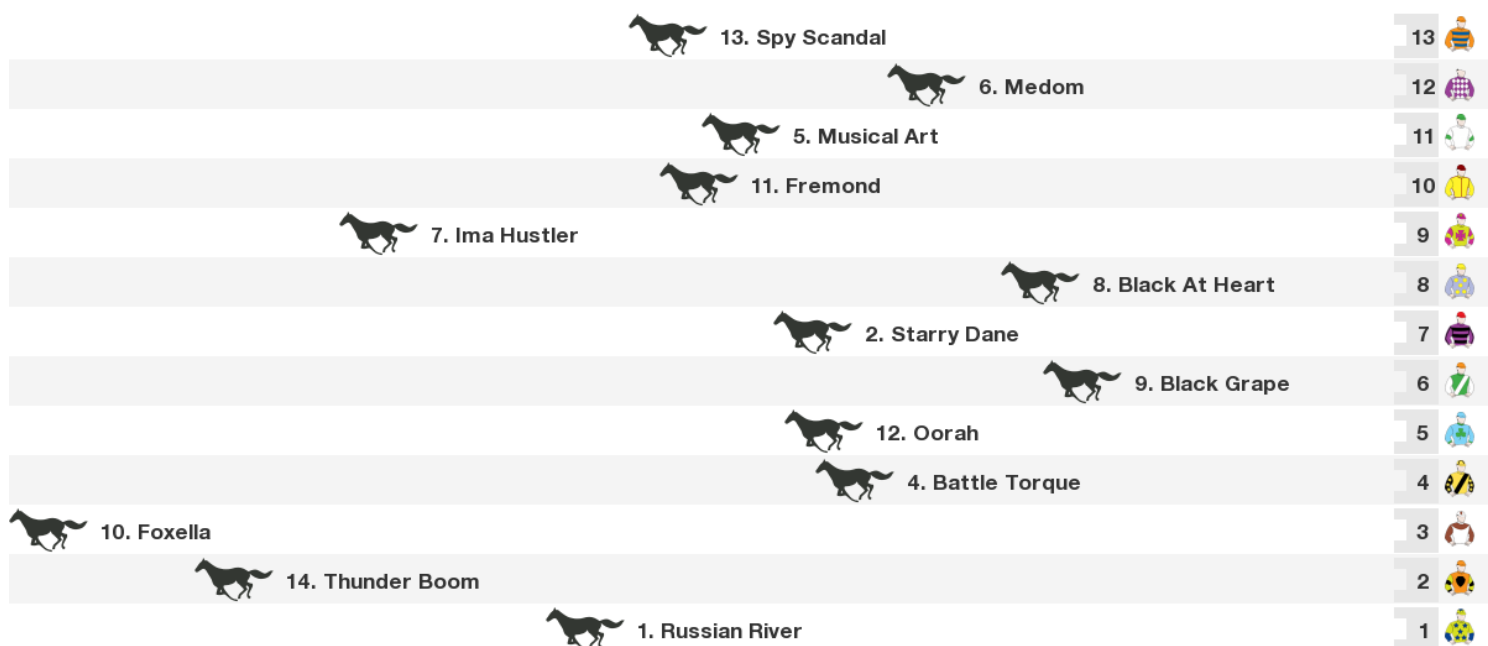 13. Spy Scandal 13
6. Medom 12
5. Musical Art 11
11. Fremond 10
7. Ima Hustler 9
8. Black At Heart 8
2. Starry Dane 7
9. Black Grape 6
12. Oorah 5
4. Battle Torque 4
10. Foxella 3
14. Thunder Boom 2
1. Russian River 1